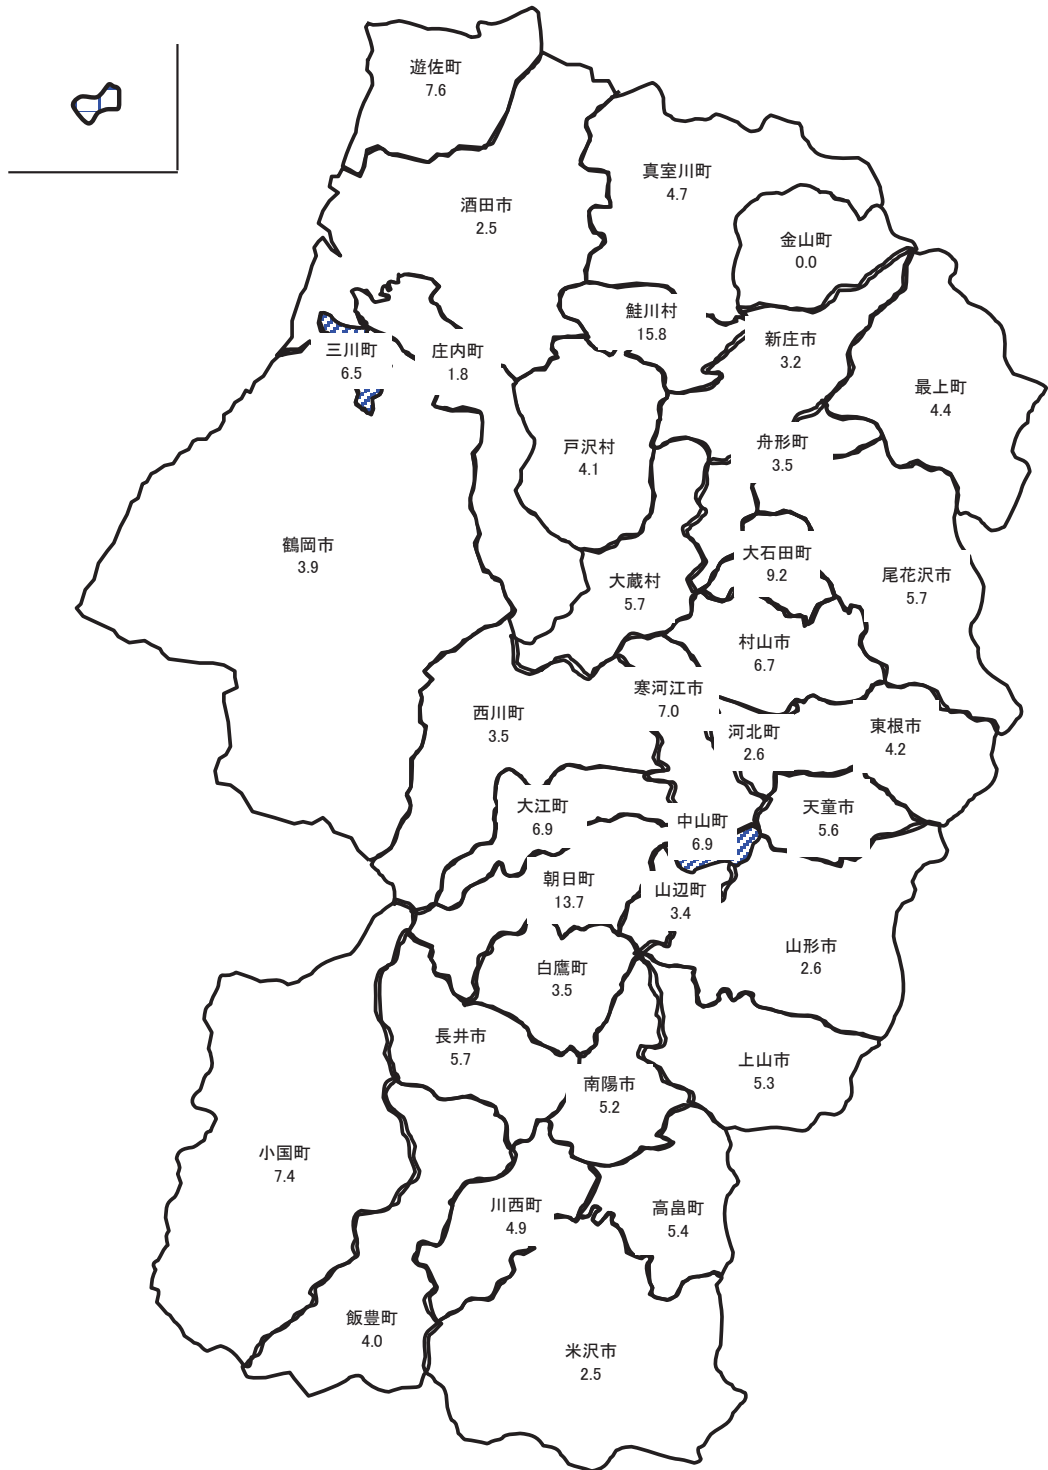 遊佐町
7.6
真室川町
4.7
酒田市
2.5
金山町
0.0
鮭川村
15.8
新庄市
3.2
三川町
6.5
庄内町
1.8
最上町
4.4
戸沢村
4.1
舟形町
3.5
鶴岡市
3.9
大石田町
9.2
尾花沢市
5.7
大蔵村
5.7
村山市
6.7
寒河江市
7.0
西川町
3.5
河北町
2.6
東根市
4.2
大江町
6.9
中山町
6.9
天童市
5.6
朝日町
13.7
山辺町
3.4
山形市
2.6
白鷹町
3.5
長井市
5.7
上山市
5.3
南陽市
5.2
小国町
7.4
川西町
4.9
高畠町
5.4
飯豊町
4.0
米沢市
2.5